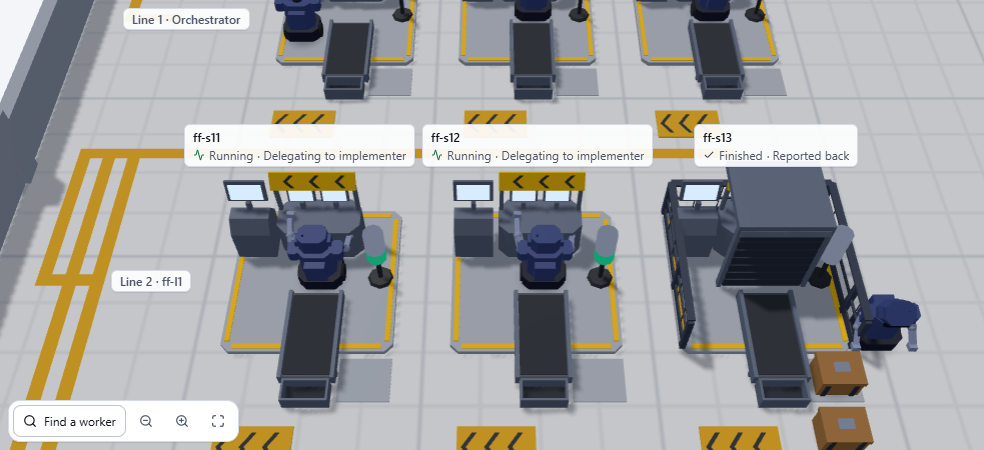 Line 1 · Orchestrator
ff-s11
Running · Delegating to implementer
ff-s12
Running · Delegating to implementer
ff-s13
Finished · Reported back
Line 2 · ff-l1
Find a worker